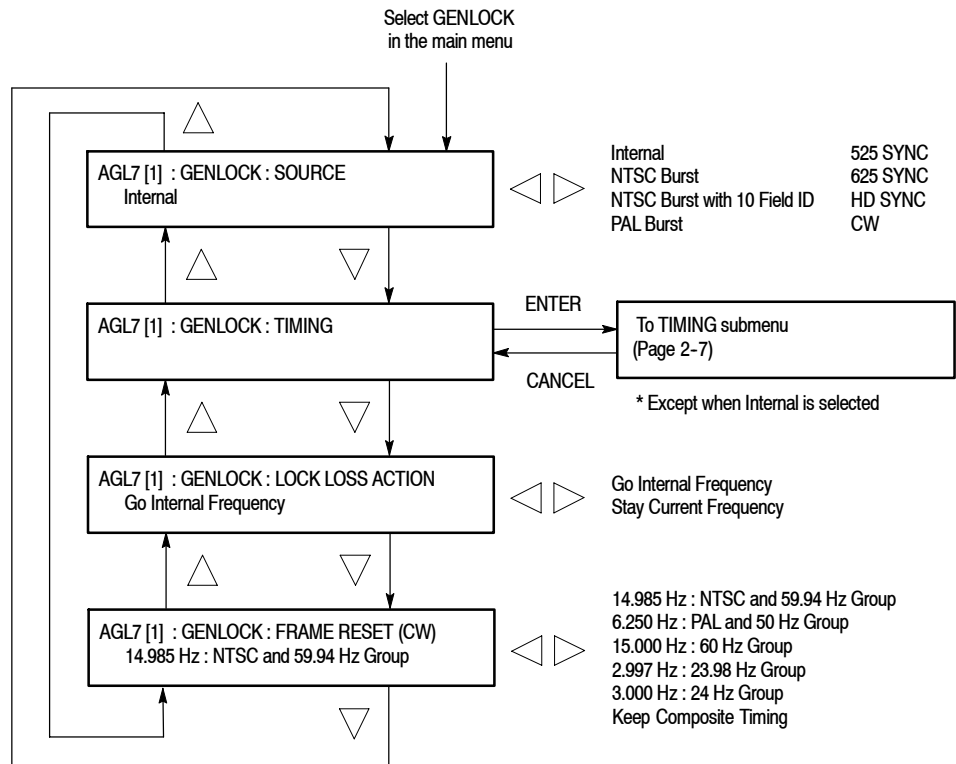 Select GENLOCK
in the main menu
AGL7 [1] : GENLOCK : SOURCE
Internal
Internal 525 SYNC
NTSC Burst 625 SYNC
NTSC Burst with 10 Field ID HD SYNC
PAL Burst CW
AGL7 [1] : GENLOCK : TIMING
ENTER
CANCEL
To TIMING submenu
(Page 2-7)
* Except when Internal is selected
AGL7 [1] : GENLOCK : LOCK LOSS ACTION
Go Internal Frequency
Go Internal Frequency
Stay Current Frequency
AGL7 [1] : GENLOCK : FRAME RESET (CW)
14.985 Hz : NTSC and 59.94 Hz Group
14.985 Hz : NTSC and 59.94 Hz Group
6.250 Hz : PAL and 50 Hz Group
15.000 Hz : 60 Hz Group
2.997 Hz : 23.98 Hz Group
3.000 Hz : 24 Hz Group
Keep Composite Timing